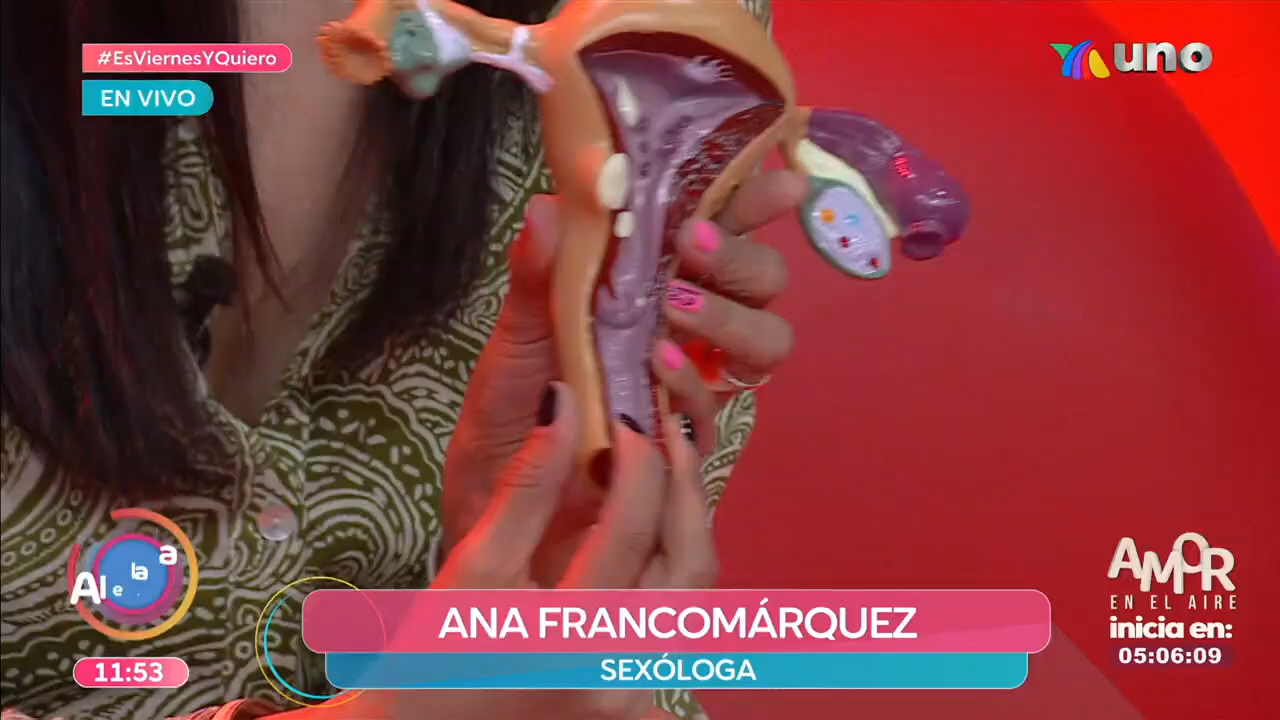 #EsViernesYQuiero
EN VIVO
uno
AMOR
EN EL AIRE
inicia en:
05:06:09
ANA FRANCOMÁRQUEZ
SEXÓLOGA
11:53